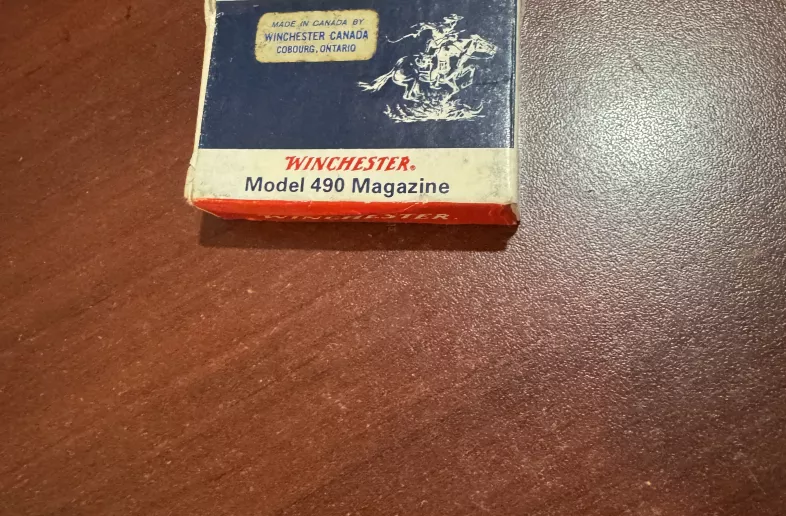 MADE IN CANADA BY
WINCHESTER CANADA
COBOURG, ONTARIO
WINCHESTER®
Model 490 Magazine
WINCHESTER